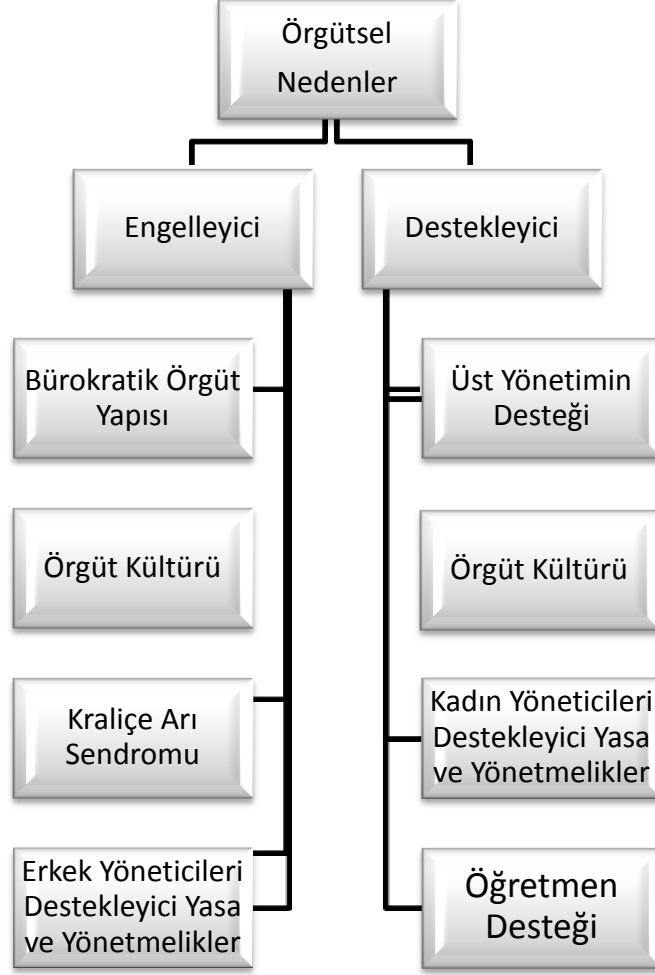 Örgütsel
Nedenler
Engelleyici
Destekleyici
Bürokratik Örgüt
Yapısı
Üst Yönetimin
Desteği
Örgüt Kültürü
Örgüt Kültürü
Kraliçe Arı
Sendromu
Kadın Yöneticileri
Destekleyici Yasa
ve Yönetmelikler
Erkek Yöneticileri
Destekleyici Yasa
ve Yönetmelikler
Öğretmen
Desteği